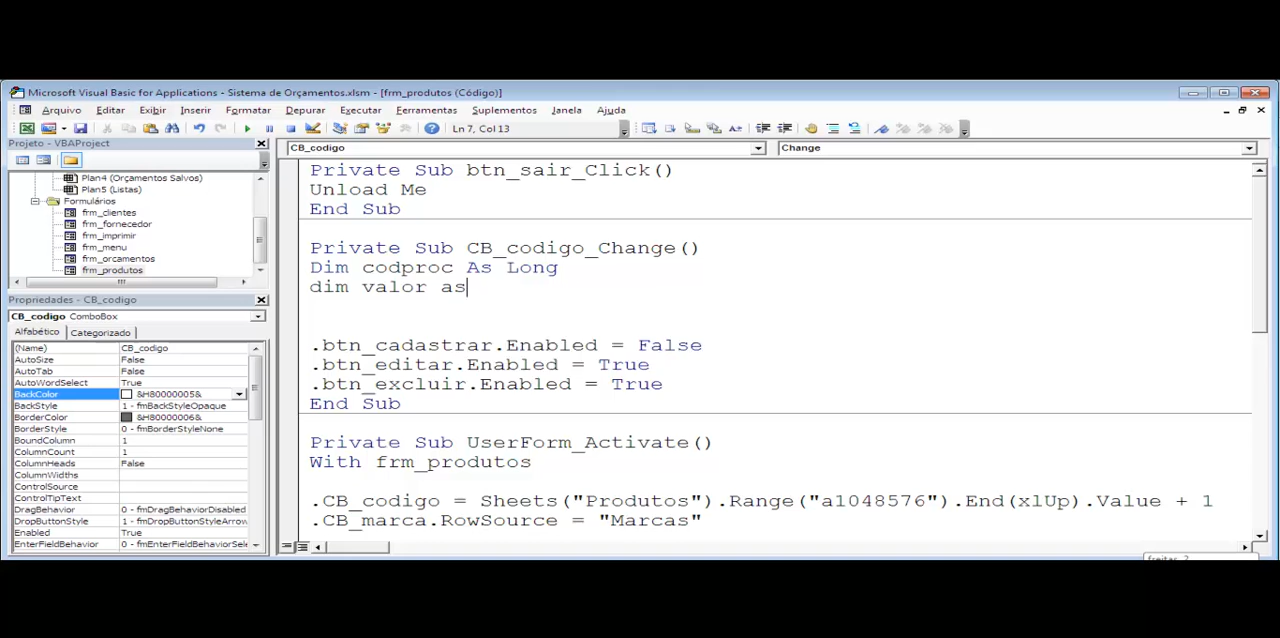 Microsoft Visual Basic for Applications - Sistema de Orçamentos.xlsm - [frm_produtos (Código)]
Arquivo Editar Exibir Inserir Formatar Depurar Executar Ferramentas Suplementos Janela Ajuda
Ln 7, Col 13
Projeto - VBAProject
Plan4 (Orçamentos Salvos)
Plan5 (Listas)
Formulários
frm_clientes
frm_fornecedor
frm_imprimir
frm_menu
frm_orcamentos
frm_produtos
Propriedades - CB_codigo
CB_codigo ComboBox
Alfabético Categorizado
(Name) CB_codigo
AutoSize False
AutoTab False
AutoWordSelect True
BackColor &H80000005&
BackStyle 1 - fmBackStyleOpaque
BorderColor &H80000006&
BorderStyle 0 - fmBorderStyleNone
BoundColumn 1
ColumnCount 1
ColumnHeads False
ColumnWidths
ControlSource
ControlTipText
DragBehavior 0 - fmDragBehaviorDisabled
DropButtonStyle 1 - fmDropButtonStyleArrow
Enabled True
EnterFieldBehavior 0 - fmEnterFieldBehaviorSele
CB_codigo Change
Private Sub btn_sair_Click()
Unload Me
End Sub
Private Sub CB_codigo_Change()
Dim codproc As Long
dim valor as
.btn_cadastrar.Enabled = False
.btn_editar.Enabled = True
.btn_excluir.Enabled = True
End Sub
Private Sub UserForm_Activate()
With frm_produtos
.CB_codigo = Sheets("Produtos").Range("a1048576").End(xlUp).Value + 1
.CB_marca.RowSource = "Marcas"